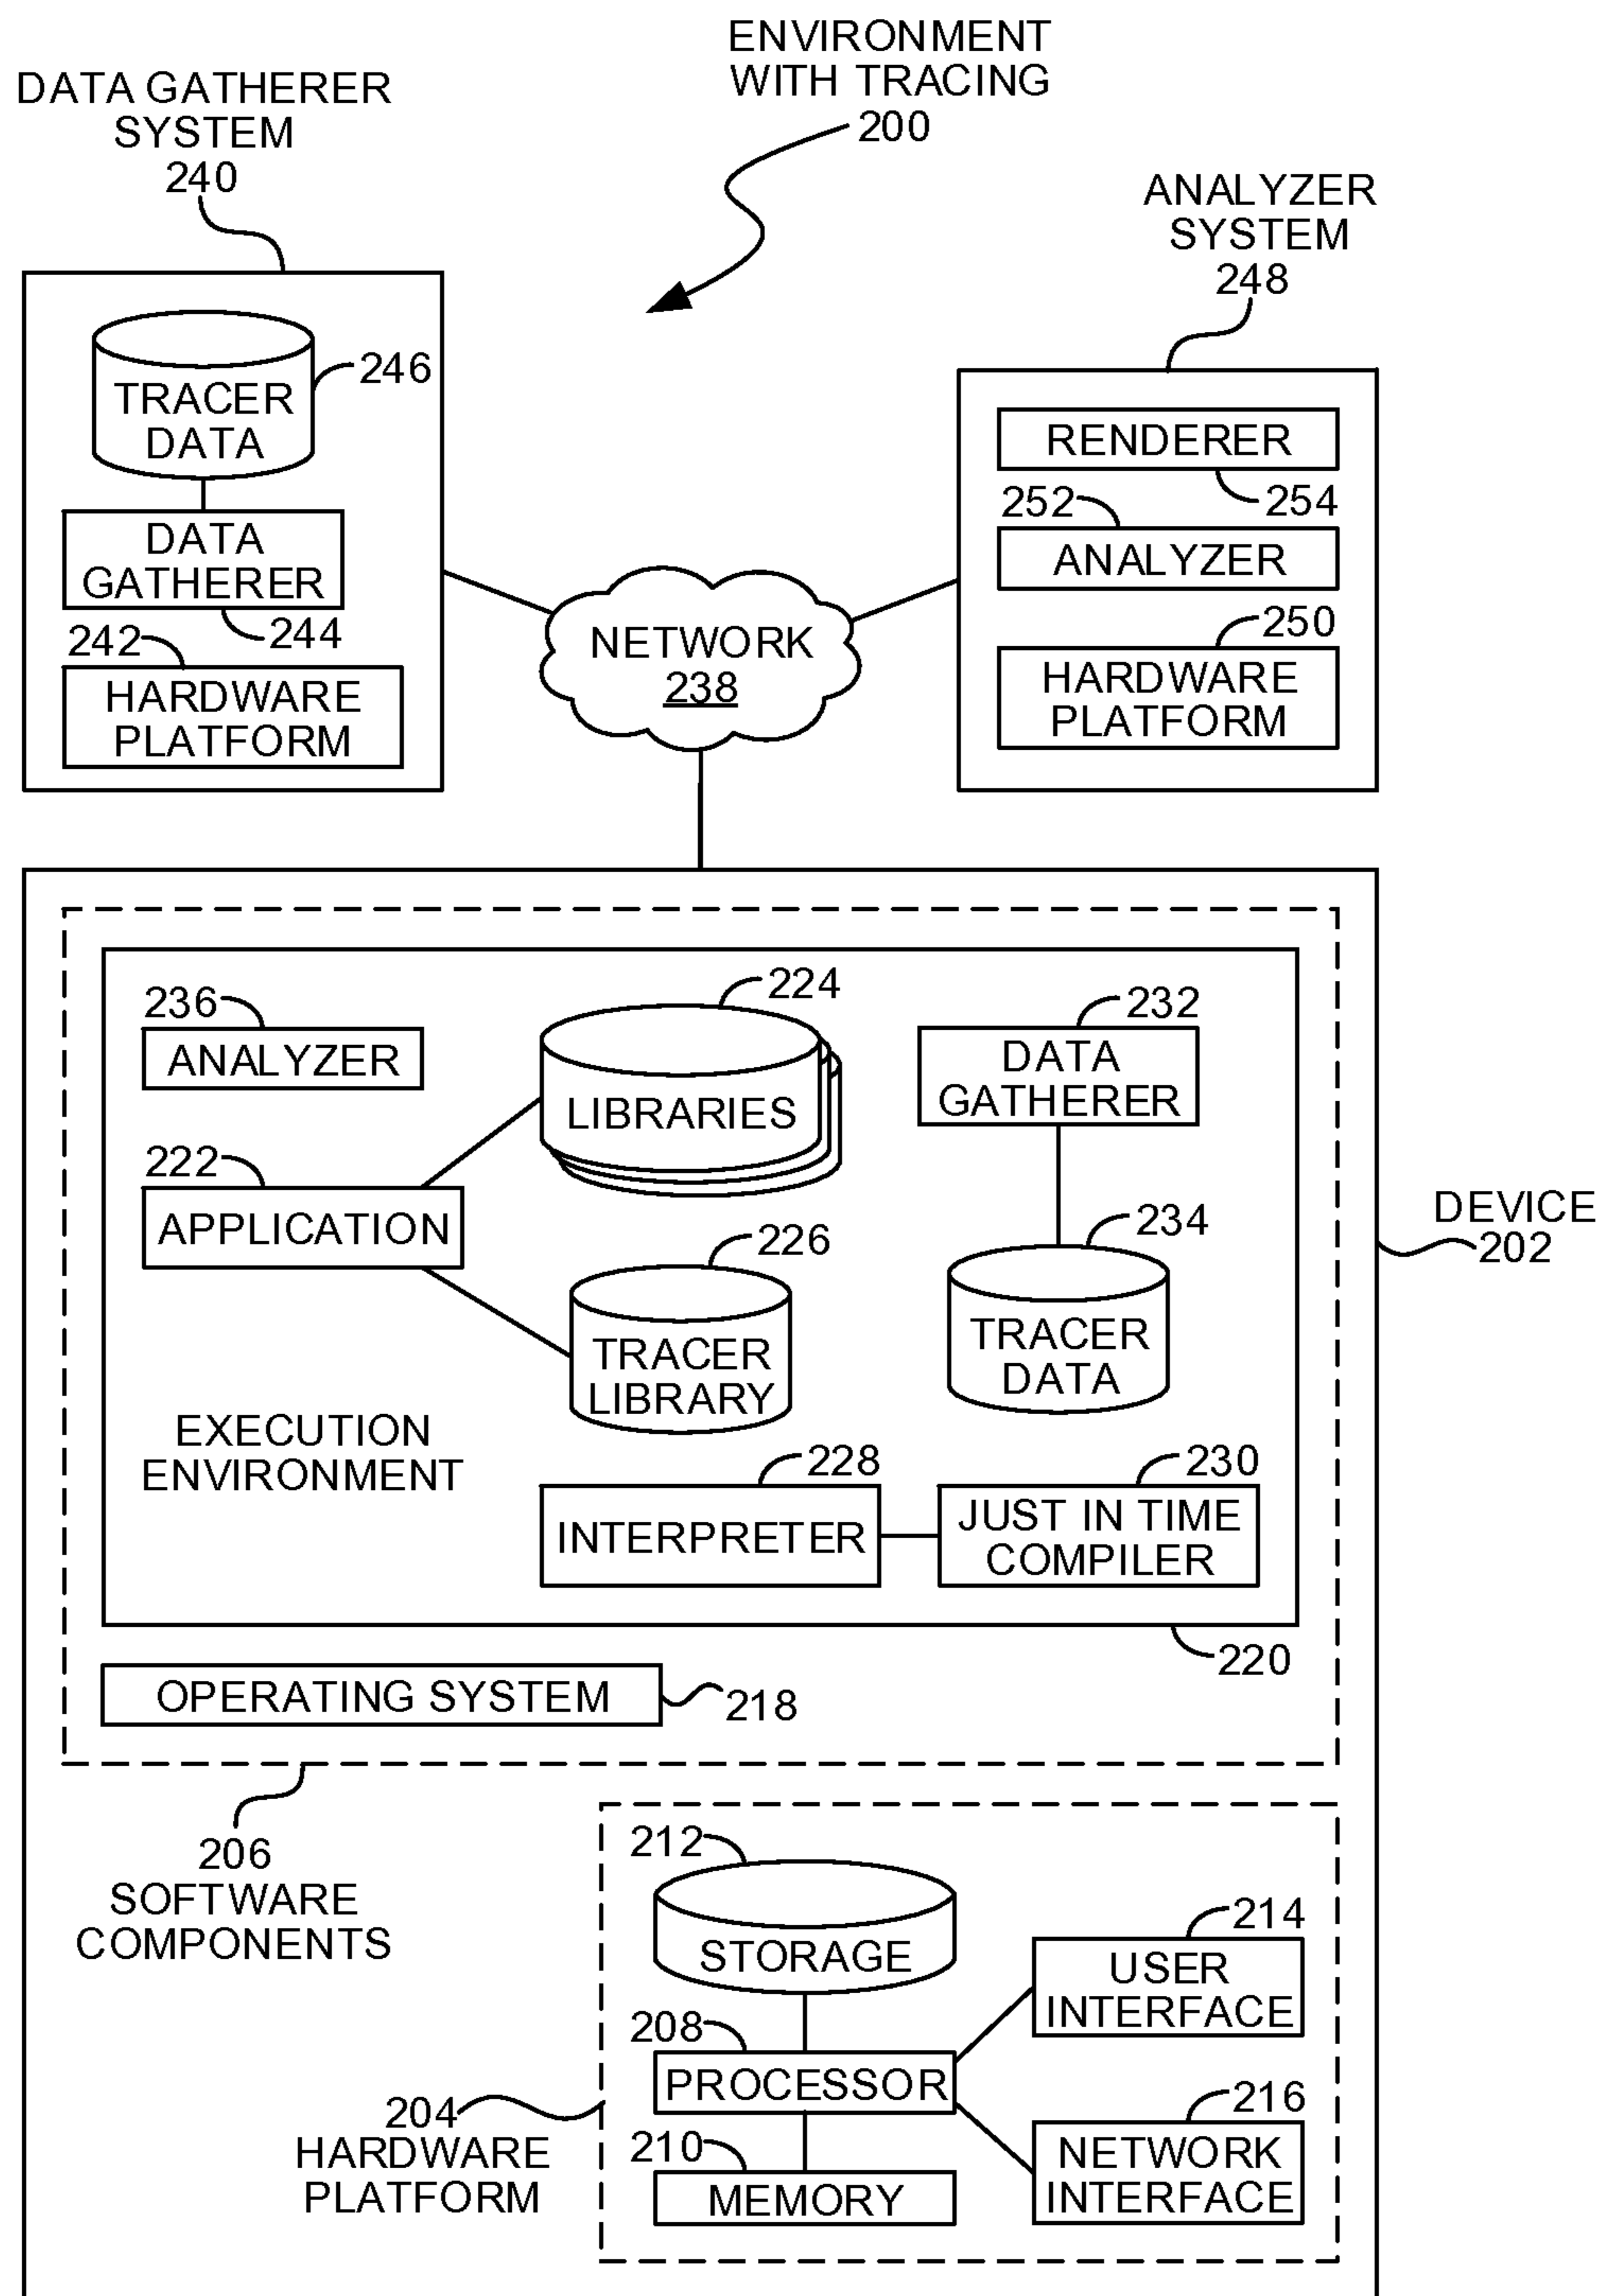 ENVIRONMENT
WITH TRACING
200
DATA GATHERER
SYSTEM
240
ANALYZER
SYSTEM
248
246
TRACER
DATA
DATA
GATHERER
244
242
HARDWARE
PLATFORM
RENDERER
254
252
ANALYZER
250
HARDWARE
PLATFORM
NETWORK
238
236
ANALYZER
224
LIBRARIES
232
DATA
GATHERER
222
APPLICATION
226
TRACER
LIBRARY
234
TRACER
DATA
DEVICE
202
EXECUTION
ENVIRONMENT
228
INTERPRETER
230
JUST IN TIME
COMPILER
220
OPERATING SYSTEM
218
206
SOFTWARE
COMPONENTS
212
STORAGE
214
USER
INTERFACE
208
PROCESSOR
204
HARDWARE
PLATFORM
210
MEMORY
216
NETWORK
INTERFACE